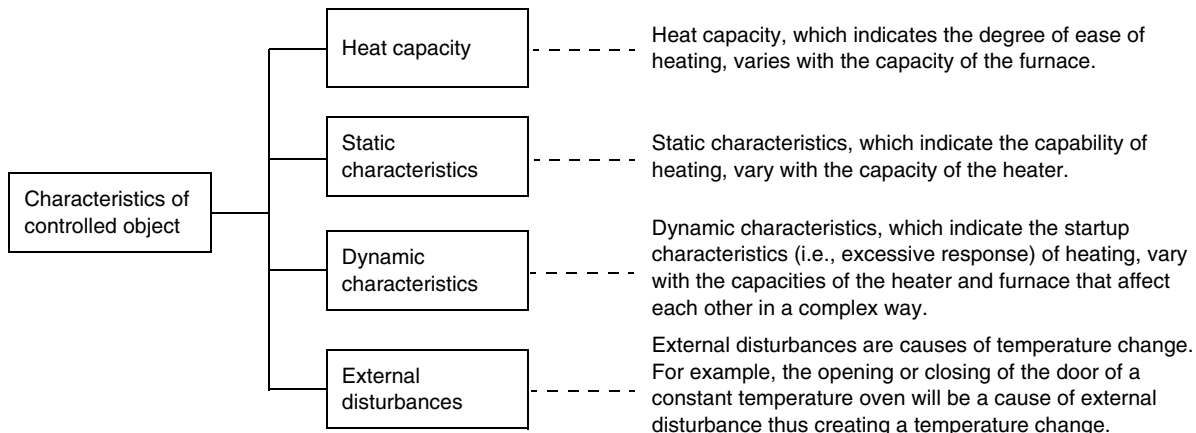 Characteristics of
controlled object
Heat capacity
Heat capacity, which indicates the degree of ease of
heating, varies with the capacity of the furnace.
Static
characteristics
Static characteristics, which indicate the capability of
heating, vary with the capacity of the heater.
Dynamic
characteristics
Dynamic characteristics, which indicate the startup
characteristics (i.e., excessive response) of heating, vary
with the capacities of the heater and furnace that affect
each other in a complex way.
External
disturbances
External disturbances are causes of temperature change.
For example, the opening or closing of the door of a
constant temperature oven will be a cause of external
disturbance thus creating a temperature change.